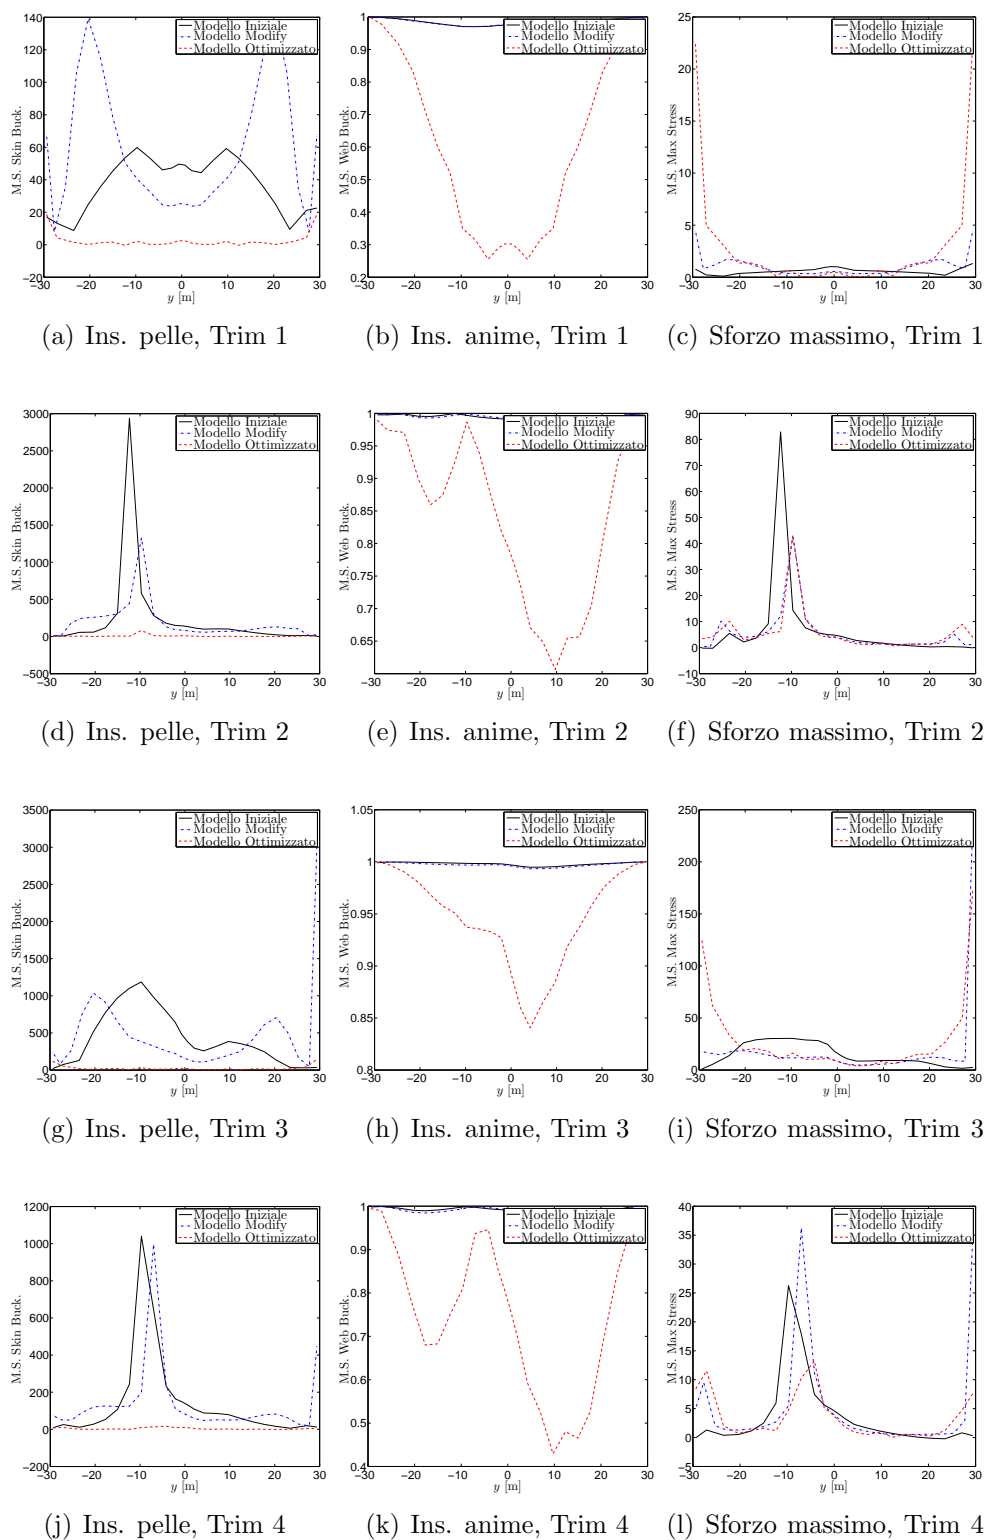 140
120
100
80
60
40
20
0
−20
−30 −20 −10 0 10 20 30
M.S. Skin Buck.
y [m]
Modello Iniziale
Modello Modify
Modello Ottimizzato
(a) Ins. pelle, Trim 1
1
0.9
0.8
0.7
0.6
0.5
0.4
0.3
0.2
−30 −20 −10 0 10 20 30
M.S. Web Buck.
y [m]
Modello Iniziale
Modello Modify
Modello Ottimizzato
(b) Ins. anime, Trim 1
25
20
15
10
5
0
−30 −20 −10 0 10 20 30
M.S. Max Stress
y [m]
Modello Iniziale
Modello Modify
Modello Ottimizzato
(c) Sforzo massimo, Trim 1
3000
2500
2000
1500
1000
500
0
−500
−30 −20 −10 0 10 20 30
M.S. Skin Buck.
y [m]
Modello Iniziale
Modello Modify
Modello Ottimizzato
(d) Ins. pelle, Trim 2
1
0.95
0.9
0.85
0.8
0.75
0.7
0.65
−30 −20 −10 0 10 20 30
M.S. Web Buck.
y [m]
Modello Iniziale
Modello Modify
Modello Ottimizzato
(e) Ins. anime, Trim 2
90
80
70
60
50
40
30
20
10
0
−10
−30 −20 −10 0 10 20 30
M.S. Max Stress
y [m]
Modello Iniziale
Modello Modify
Modello Ottimizzato
(f) Sforzo massimo, Trim 2
3500
3000
2500
2000
1500
1000
500
0
−30 −20 −10 0 10 20 30
M.S. Skin Buck.
y [m]
Modello Iniziale
Modello Modify
Modello Ottimizzato
(g) Ins. pelle, Trim 3
1.05
1
0.95
0.9
0.85
0.8
−30 −20 −10 0 10 20 30
M.S. Web Buck.
y [m]
Modello Iniziale
Modello Modify
Modello Ottimizzato
(h) Ins. anime, Trim 3
250
200
150
100
50
0
−30 −20 −10 0 10 20 30
M.S. Max Stress
y [m]
Modello Iniziale
Modello Modify
Modello Ottimizzato
(i) Sforzo massimo, Trim 3
1200
1000
800
600
400
200
0
−200
−30 −20 −10 0 10 20 30
M.S. Skin Buck.
y [m]
Modello Iniziale
Modello Modify
Modello Ottimizzato
(j) Ins. pelle, Trim 4
1
0.9
0.8
0.7
0.6
0.5
0.4
−30 −20 −10 0 10 20 30
M.S. Web Buck.
y [m]
Modello Iniziale
Modello Modify
Modello Ottimizzato
(k) Ins. anime, Trim 4
40
35
30
25
20
15
10
5
0
−5
−30 −20 −10 0 10 20 30
M.S. Max Stress
y [m]
Modello Iniziale
Modello Modify
Modello Ottimizzato
(l) Sforzo massimo, Trim 4